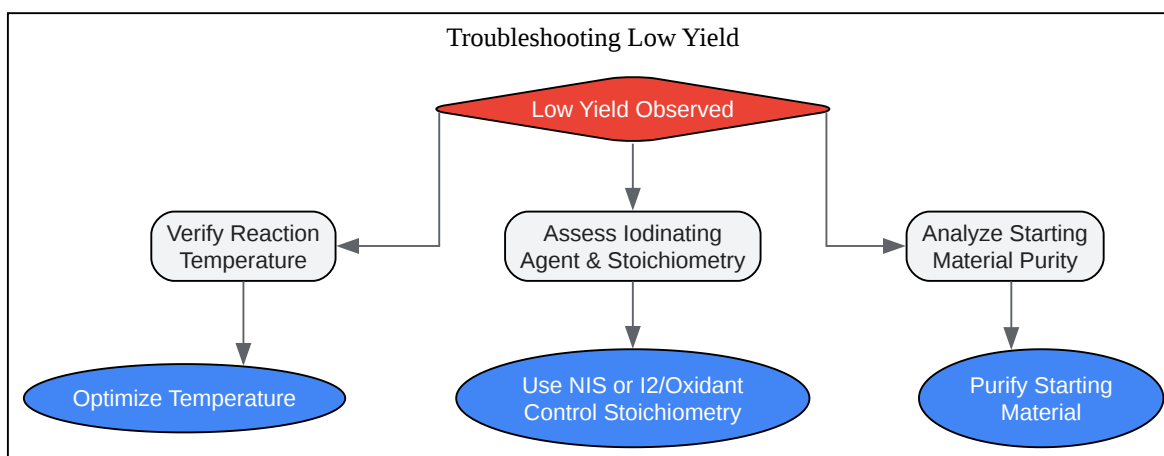 Troubleshooting Low Yield
Low Yield Observed
Verify Reaction
Temperature
Assess Iodinating
Agent & Stoichiometry
Analyze Starting
Material Purity
Optimize Temperature
Use NIS or I2/Oxidant
Control Stoichiometry
Purify Starting
Material